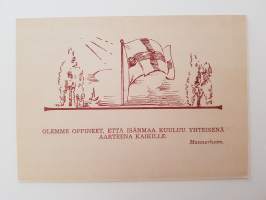 OLEMME OPPINEET, ETTÄ ISÄNMAA KUULUU YHTEISENÄ
AARTEENA KAIKILLE.
Mannerheim.